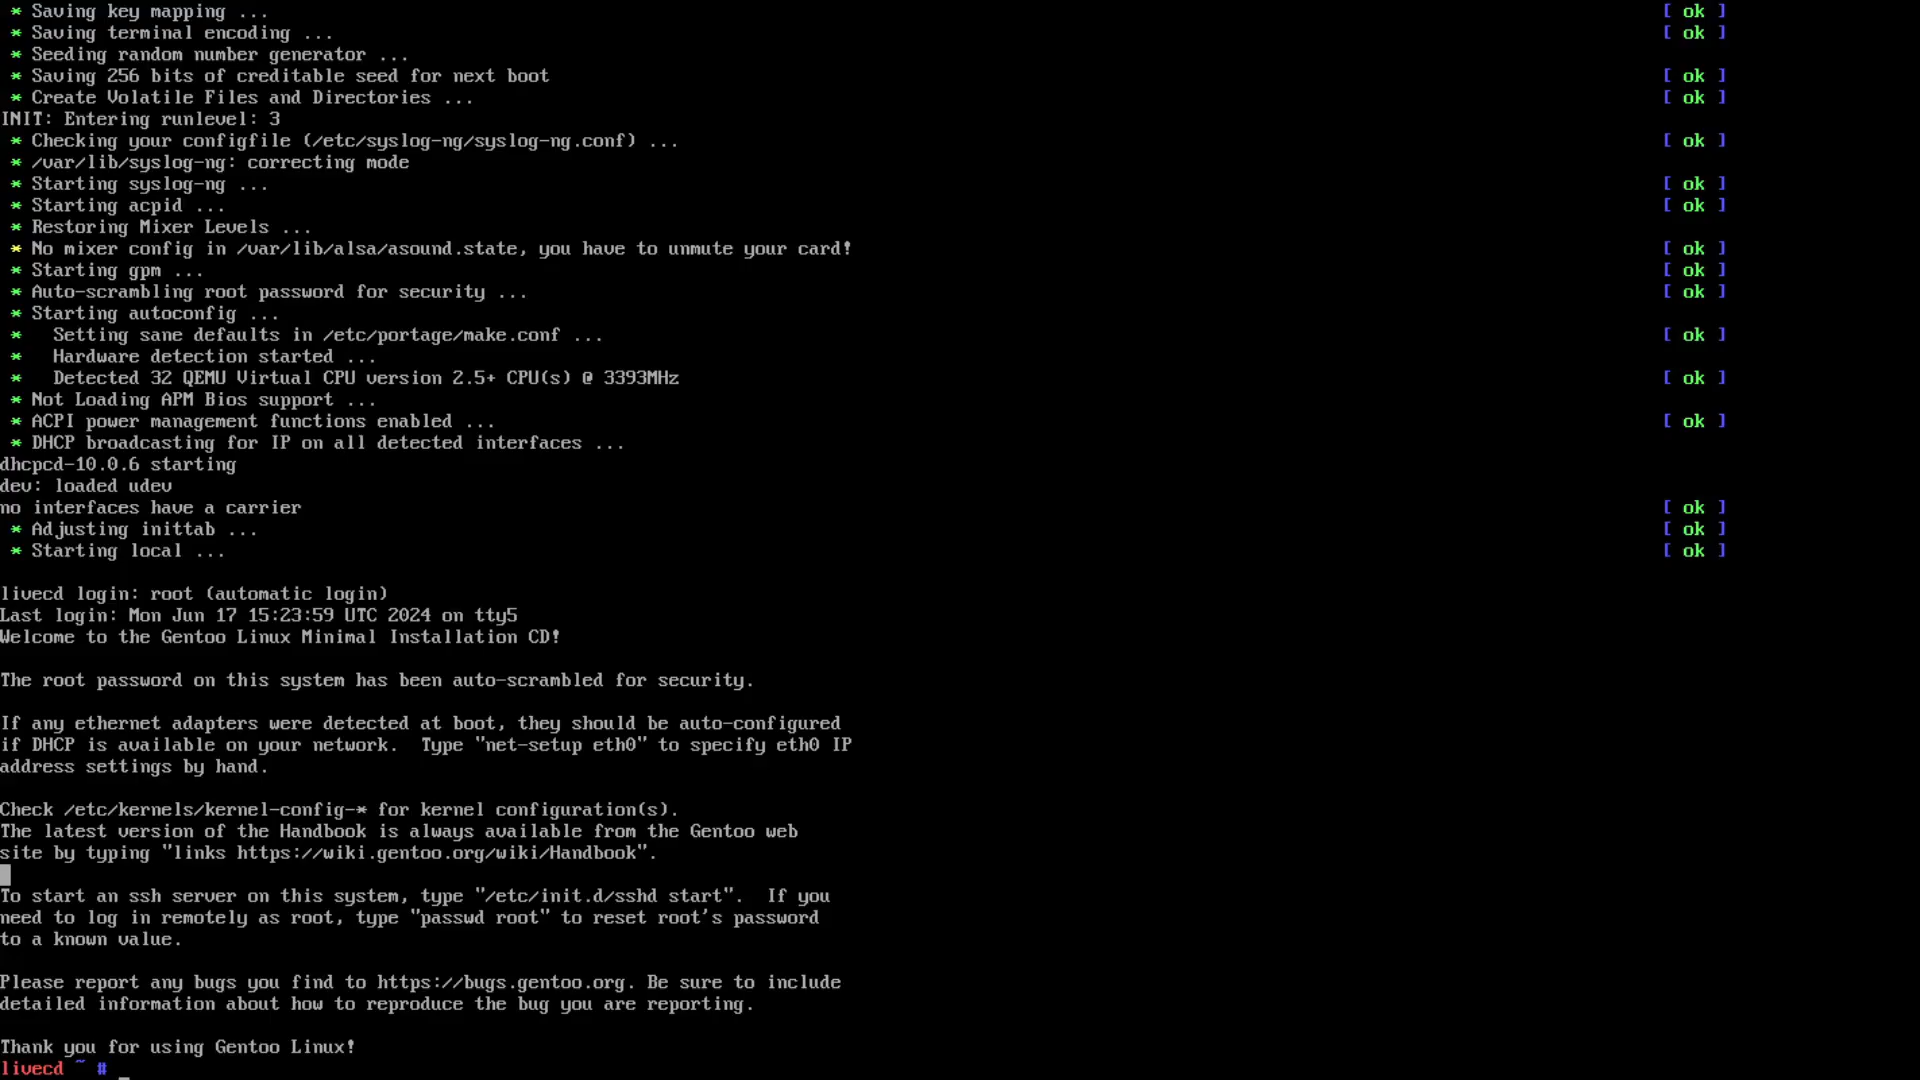 * Saving key mapping ... [ ok ]
* Saving terminal encoding ... [ ok ]
* Seeding random number generator ...
* Saving 256 bits of creditable seed for next boot [ ok ]
* Create Volatile Files and Directories ... [ ok ]
INIT: Entering runlevel: 3
* Checking your configfile (/etc/syslog-ng/syslog-ng.conf) ... [ ok ]
* /var/lib/syslog-ng: correcting mode
* Starting syslog-ng ... [ ok ]
* Starting acpid ... [ ok ]
* Restoring Mixer Levels ...
* No mixer config in /var/lib/alsa/asound.state, you have to unmute your card! [ ok ]
* Starting gpm ... [ ok ]
* Auto-scrambling root password for security ... [ ok ]
* Starting autoconfig ...
*   Setting sane defaults in /etc/portage/make.conf ... [ ok ]
*   Hardware detection started ...
*   Detected 32 QEMU Virtual CPU version 2.5+ CPU(s) @ 3393MHz [ ok ]
* Not Loading APM Bios support ...
* ACPI power management functions enabled ... [ ok ]
* DHCP broadcasting for IP on all detected interfaces ...
dhcpcd-10.0.6 starting
dev: loaded udev
no interfaces have a carrier [ ok ]
* Adjusting inittab ... [ ok ]
* Starting local ... [ ok ]
livecd login: root (automatic login)
Last login: Mon Jun 17 15:23:59 UTC 2024 on tty5
Welcome to the Gentoo Linux Minimal Installation CD!
The root password on this system has been auto-scrambled for security.
If any ethernet adapters were detected at boot, they should be auto-configured
if DHCP is available on your network.  Type "net-setup eth0" to specify eth0 IP
address settings by hand.
Check /etc/kernels/kernel-config-* for kernel configuration(s).
The latest version of the Handbook is always available from the Gentoo web
site by typing "links https://wiki.gentoo.org/wiki/Handbook".
To start an ssh server on this system, type "/etc/init.d/sshd start".  If you
need to log in remotely as root, type "passwd root" to reset root's password
to a known value.
Please report any bugs you find to https://bugs.gentoo.org. Be sure to include
detailed information about how to reproduce the bug you are reporting.
Thank you for using Gentoo Linux!
livecd ~ # _